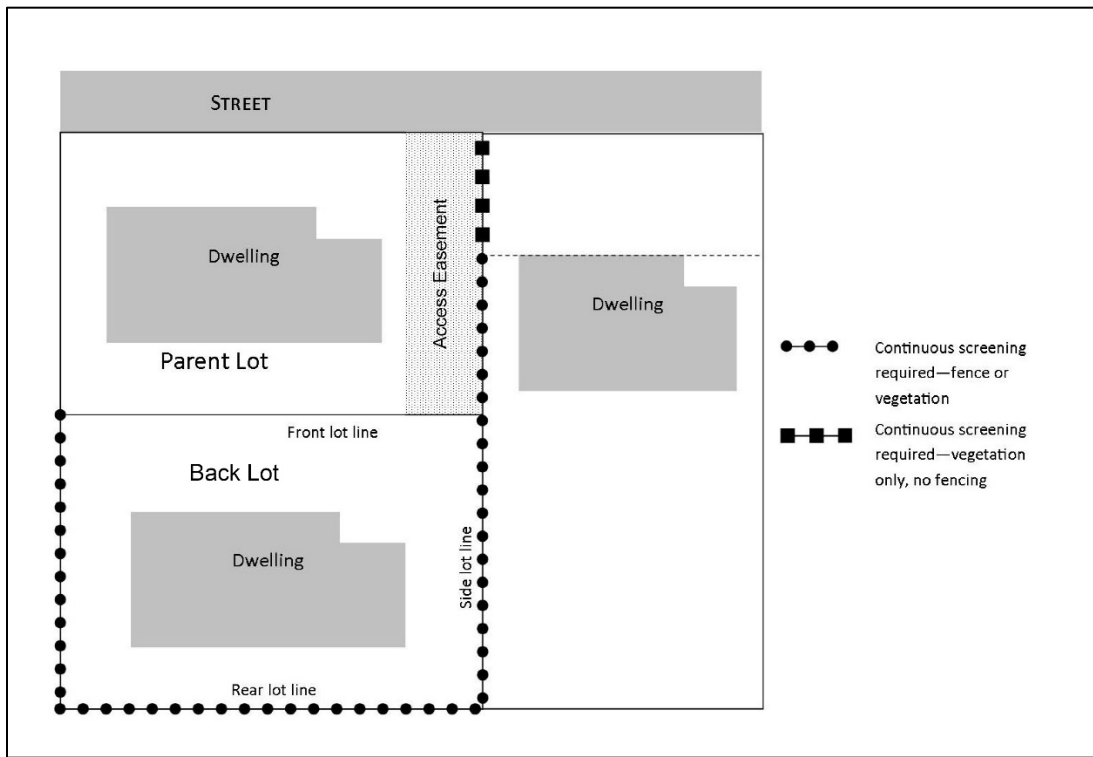 STREET
Access Easement
Dwelling
Dwelling
Parent Lot
Front lot line
Back Lot
Side lot line
Dwelling
Rear lot line
Continuous screening
required—fence or
vegetation
Continuous screening
required—vegetation
only, no fencing